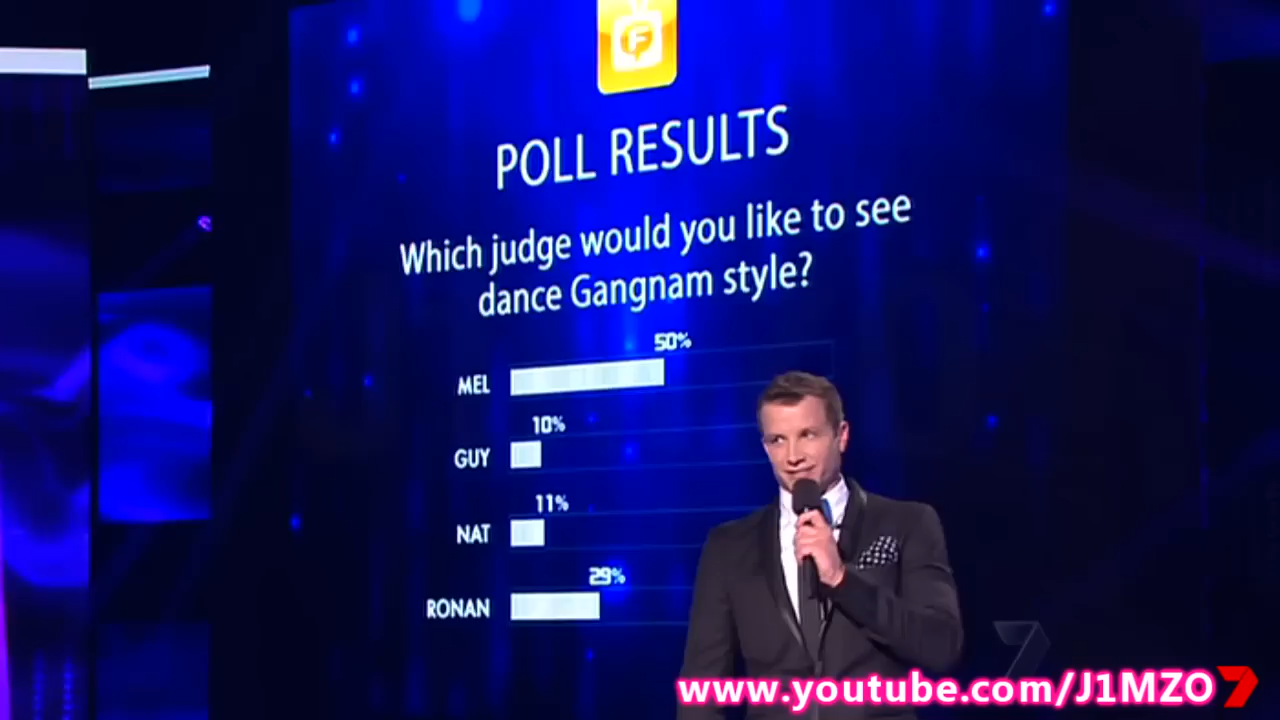 F
POLL RESULTS
Which judge would you like to see
dance Gangnam style?
50%
MEL
10%
GUY
11%
NAT
29%
RONAN
7
www.youtube.com/J1MZO